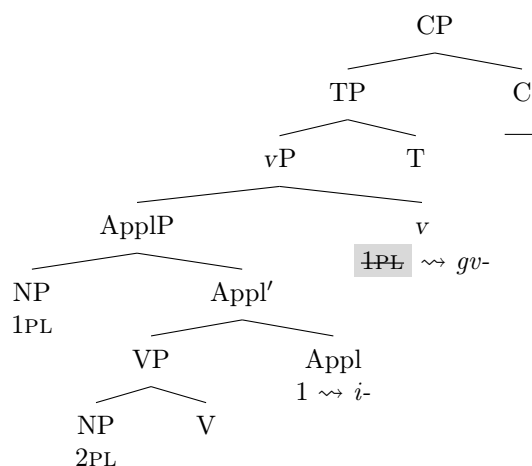 CP
TP C
vP T
ApplP v
1PL ⇝ gv-
NP Appl′
1PL
VP Appl
1 ⇝ i-
NP V
2PL